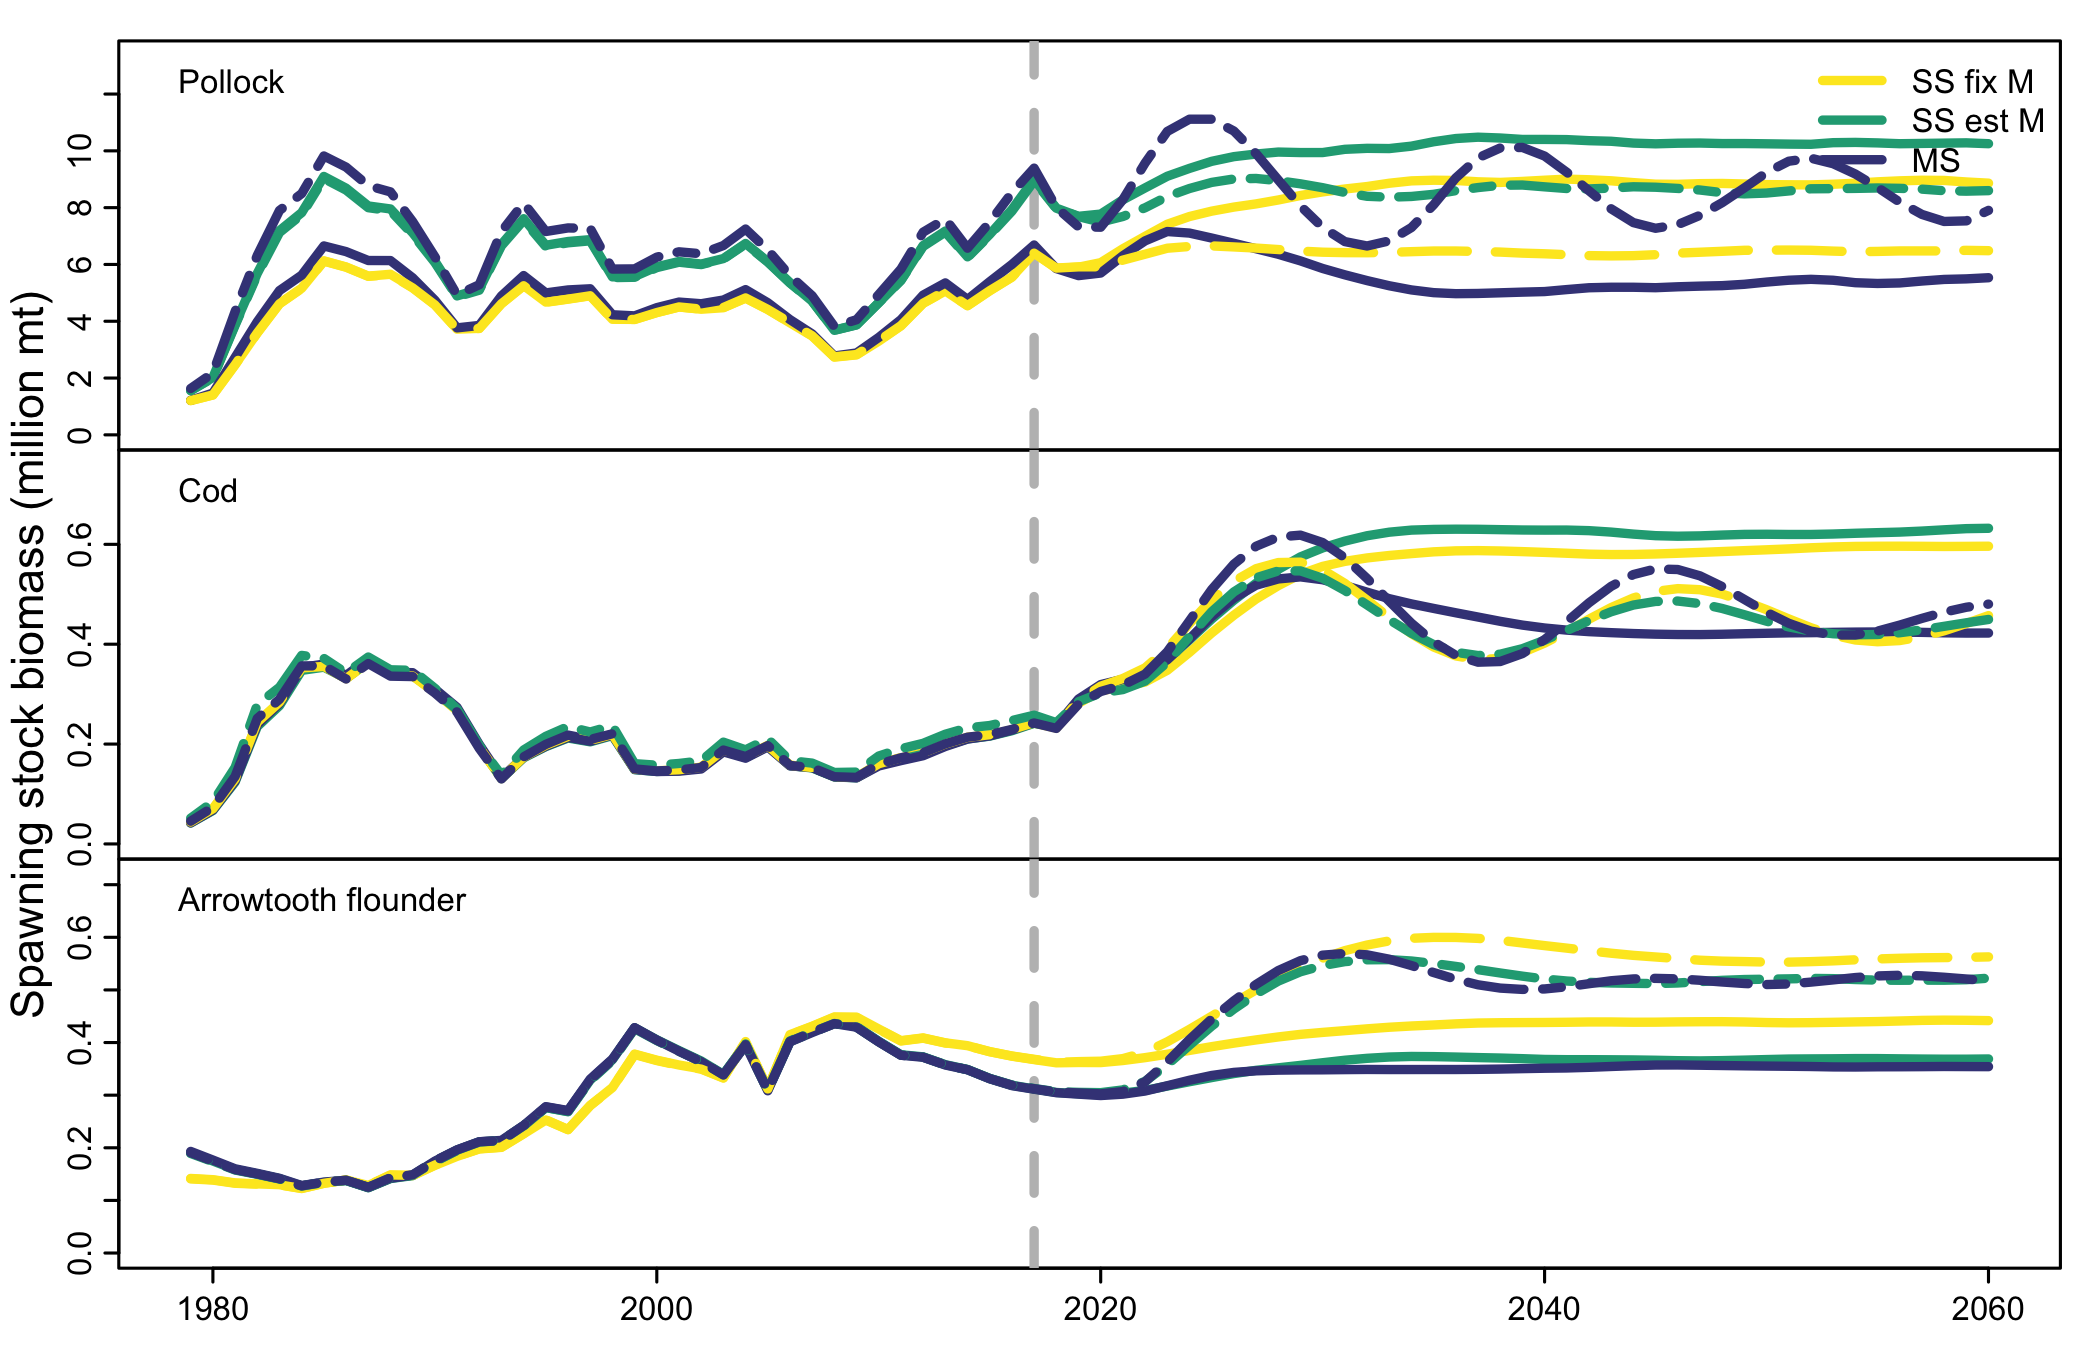 Spawning stock biomass (million mt)
Pollock
SS fix M
SS est M
MS
10
8
6
4
2
0
Cod
0.6
0.4
0.2
0.0
Arrowtooth flounder
0.6
0.4
0.2
0.0
1980 2000 2020 2040 2060